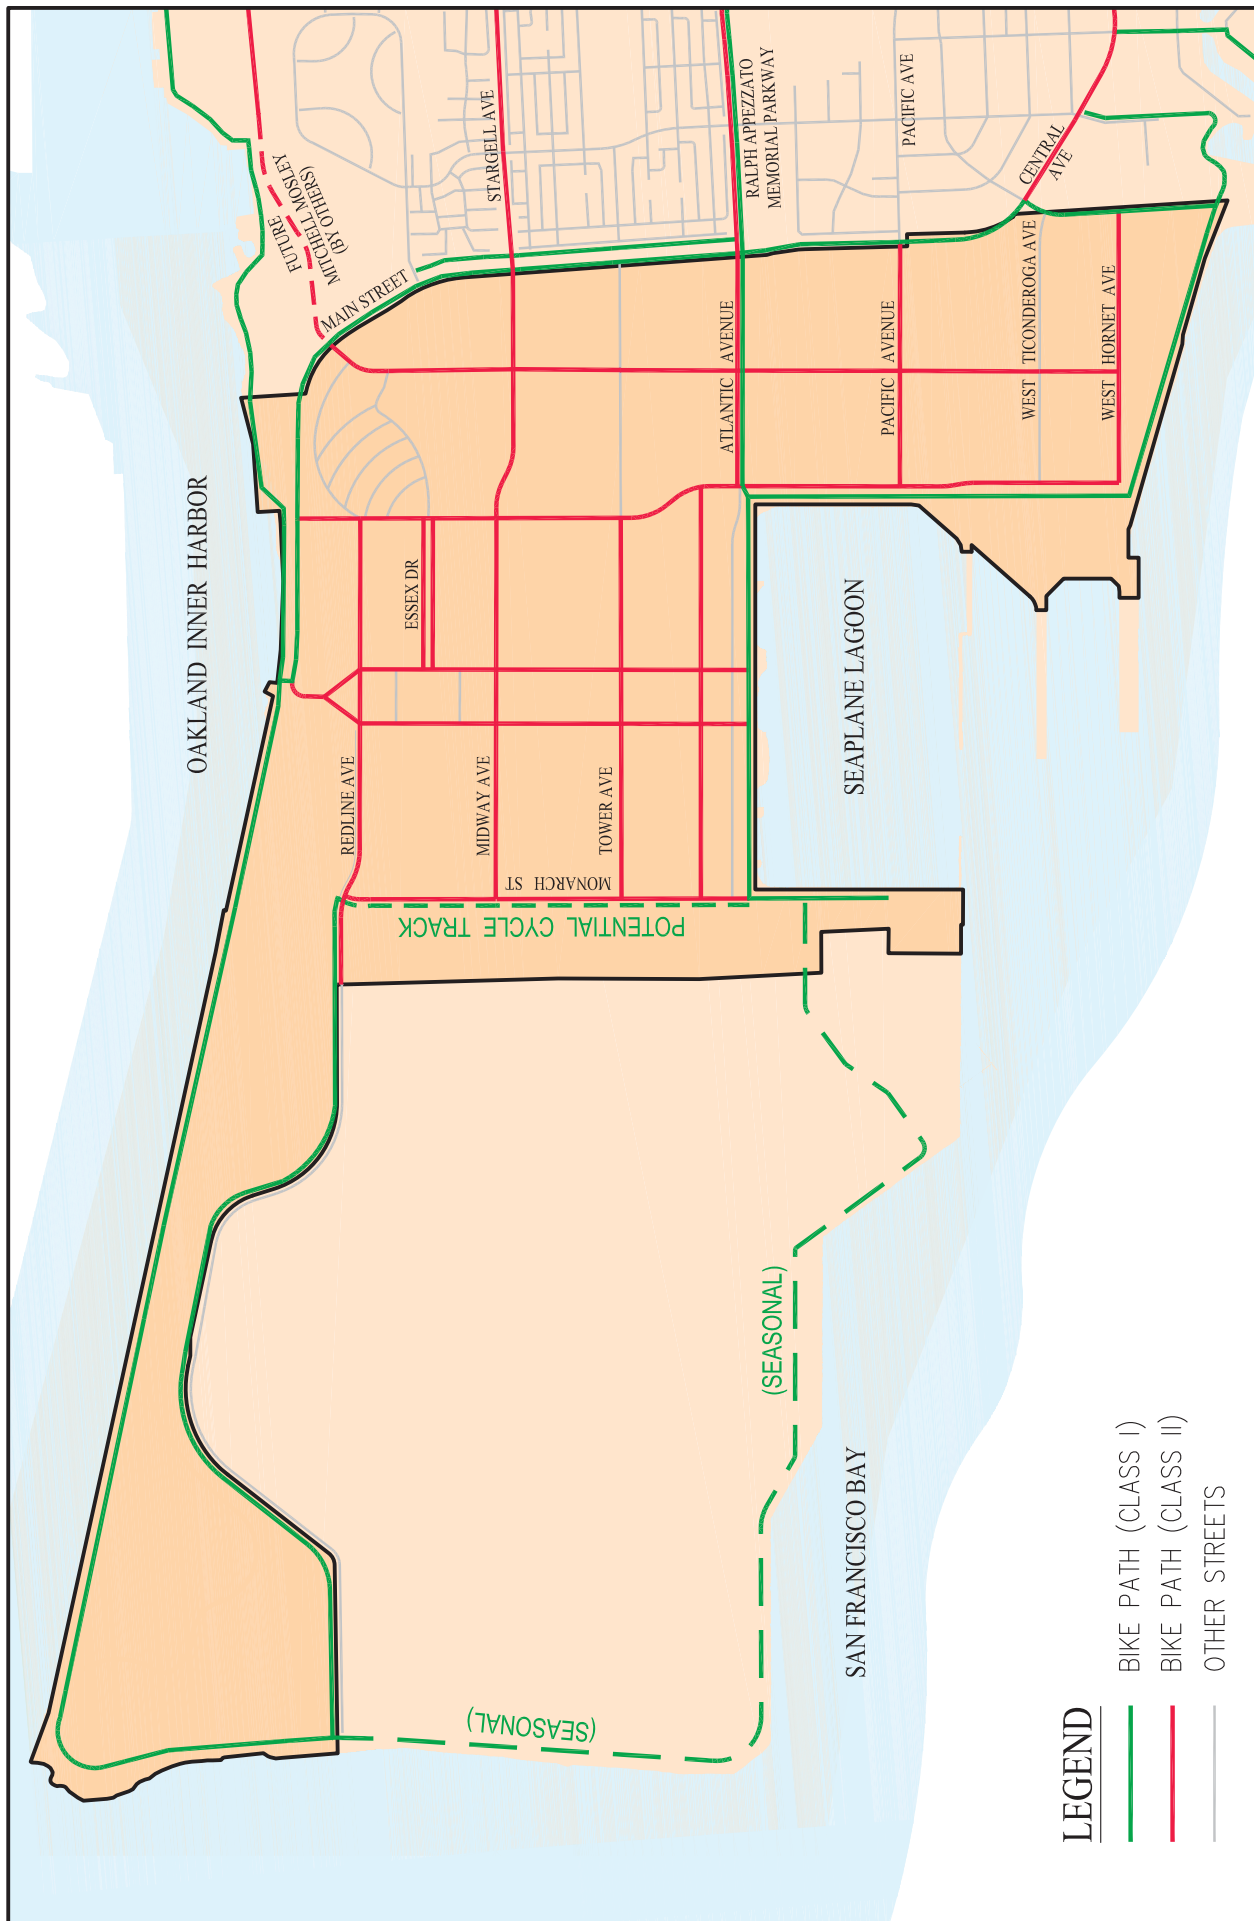 OAKLAND INNER HARBOR
FUTURE
MITCHELL MOSLEY
(BY OTHERS)
MAIN STREET
STARGELL AVE
RALPH APPEZZATO
MEMORIAL PARKWAY
PACIFIC AVE
CENTRAL
AVE
ATLANTIC AVENUE
PACIFIC AVENUE
WEST TICONDEROGA AVE
WEST HORNET AVE
ESSEX DR
REDLINE AVE
MIDWAY AVE
TOWER AVE
MONARCH ST
POTENTIAL CYCLE TRACK
SEAPLANE LAGOON
(SEASONAL)
(SEASONAL)
SAN FRANCISCO BAY
LEGEND
BIKE PATH (CLASS I)
BIKE PATH (CLASS II)
OTHER STREETS